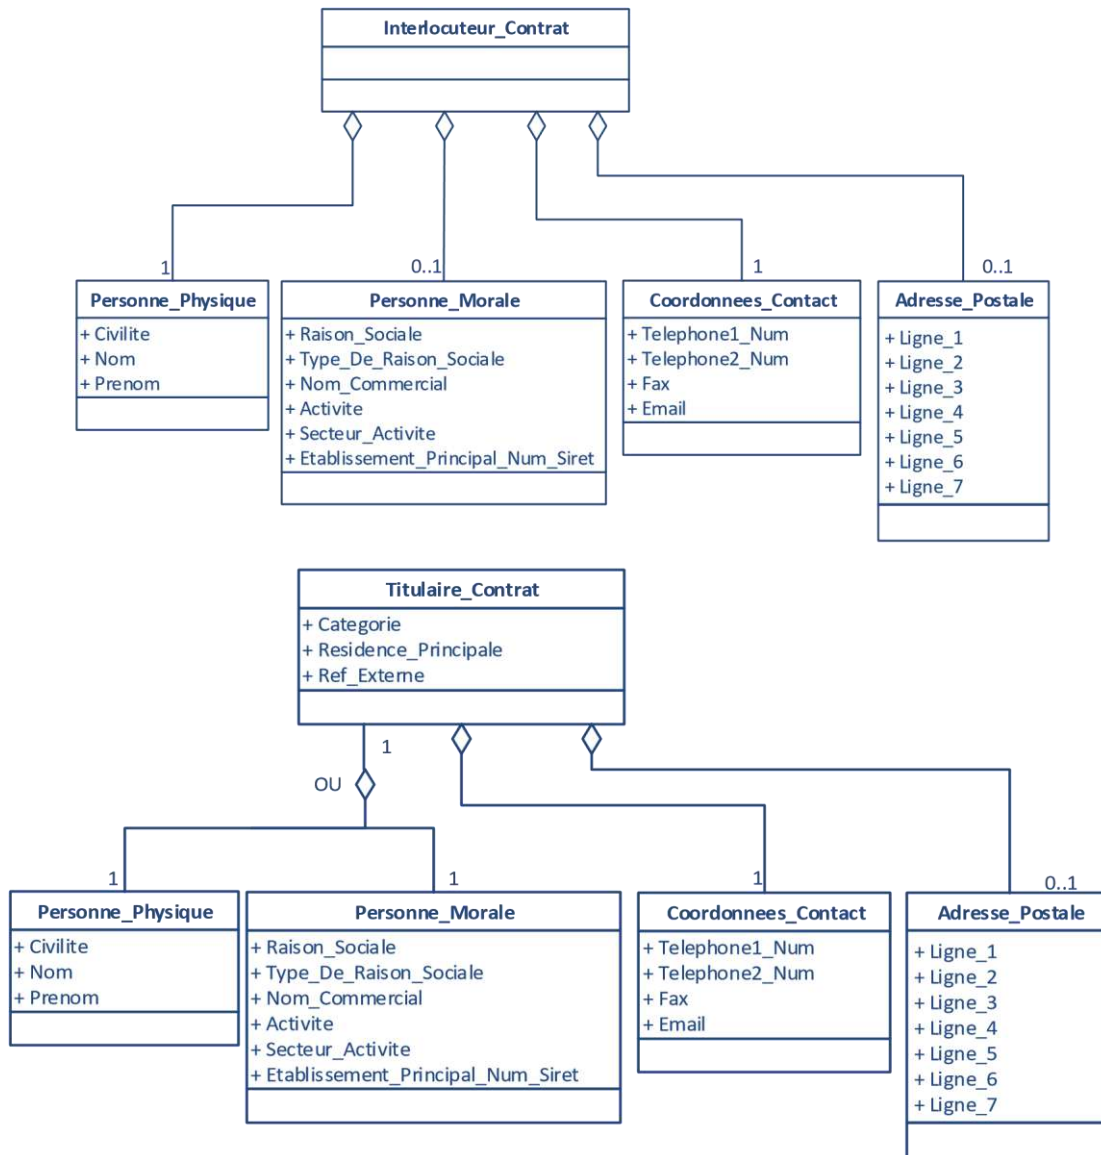 Interlocuteur_Contrat
1
0..1
1
0..1
Personne_Physique
+ Civilite
+ Nom
+ Prenom
Personne_Morale
+ Raison_Sociale
+ Type_De_Raison_Sociale
+ Nom_Commercial
+ Activite
+ Secteur_Activite
+ Etablissement_Principal_Num_Siret
Coordonnees_Contact
+ Telephone1_Num
+ Telephone2_Num
+ Fax
+ Email
Adresse_Postale
+ Ligne_1
+ Ligne_2
+ Ligne_3
+ Ligne_4
+ Ligne_5
+ Ligne_6
+ Ligne_7
Titulaire_Contrat
+ Categorie
+ Residence_Principale
+ Ref_Externe
1
OU
1
1
1
0..1
Personne_Physique
+ Civilite
+ Nom
+ Prenom
Personne_Morale
+ Raison_Sociale
+ Type_De_Raison_Sociale
+ Nom_Commercial
+ Activite
+ Secteur_Activite
+ Etablissement_Principal_Num_Siret
Coordonnees_Contact
+ Telephone1_Num
+ Telephone2_Num
+ Fax
+ Email
Adresse_Postale
+ Ligne_1
+ Ligne_2
+ Ligne_3
+ Ligne_4
+ Ligne_5
+ Ligne_6
+ Ligne_7